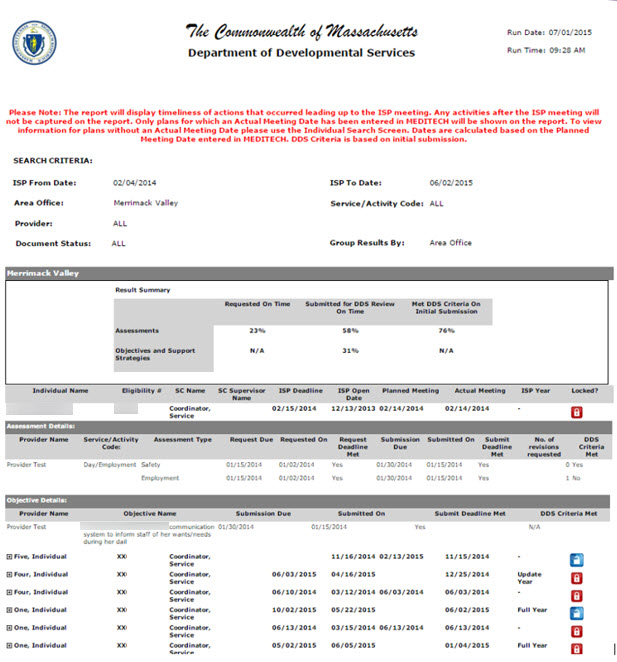 The Commonwealth of Massachusetts
Department of Developmental Services
Run Date: 07/01/2015
Run Time: 09:28 AM
Please Note: The report will display timeliness of actions that occurred leading up to the ISP meeting. Any activities after the ISP meeting will
not be captured on the report. Only plans for which an Actual Meeting Date has been entered in MEDITECH will be shown on the report. To view
information for plans without an Actual Meeting Date please use the Individual Search Screen. Dates are calculated based on the Planned
Meeting Date entered in MEDITECH. DDS Criteria is based on initial submission.
SEARCH CRITERIA:
ISP From Date: 02/04/2014 ISP To Date: 06/02/2015
Area Office: Merrimack Valley Service/Activity Code: ALL
Provider: ALL
Document Status: ALL Group Results By: Area Office
Merrimack Valley
Result Summary
Requested On Time Submitted for DDS Review Met DDS Criteria On
On Time Initial Submission
Assessments 23% 58% 76%
Objectives and Support N/A 31% N/A
Strategies
Individual Name Eligibility # SC Name SC Supervisor ISP Deadline ISP Open Planned Meeting Actual Meeting ISP Year Locked?
Name Date
Coordinator, 02/15/2014 12/13/2013 02/14/2014 02/14/2014 -
Service
Assessment Details:
Provider Name Service/Activity Assessment Type Request Due Requested On Request Submission Submitted On Submit No. of DDS
Code: Deadline Due Deadline revisions Criteria
Met Met requested Met
Provider Test Day/Employment Safety 01/15/2014 01/02/2014 Yes 01/30/2014 01/15/2014 Yes 0 Yes
Employment 01/15/2014 01/02/2014 Yes 01/30/2014 01/15/2014 Yes 1 No
Objective Details:
Provider Name Objective Name Submission Due Submitted On Submit Deadline Met DDS Criteria Met
Provider Test communication 01/30/2014 01/15/2014 Yes N/A
system to inform staff of her wants/needs
during her dail
Five, Individual XX Coordinator, 11/16/2014 02/13/2015 11/15/2014 -
Service
Four, Individual XX Coordinator, 06/03/2015 04/16/2015 12/25/2014 Update
Service Year
Four, Individual XX Coordinator, 06/10/2014 03/12/2014 06/03/2014 06/03/2014 -
Service
One, Individual XX Coordinator, 10/02/2015 05/22/2015 06/02/2015 Full Year
Service
One, Individual XX Coordinator, 06/13/2014 03/15/2014 06/13/2014 06/13/2014 -
Service
One, Individual XX Coordinator, 05/02/2015 06/05/2015 01/04/2015 Full Year
Service